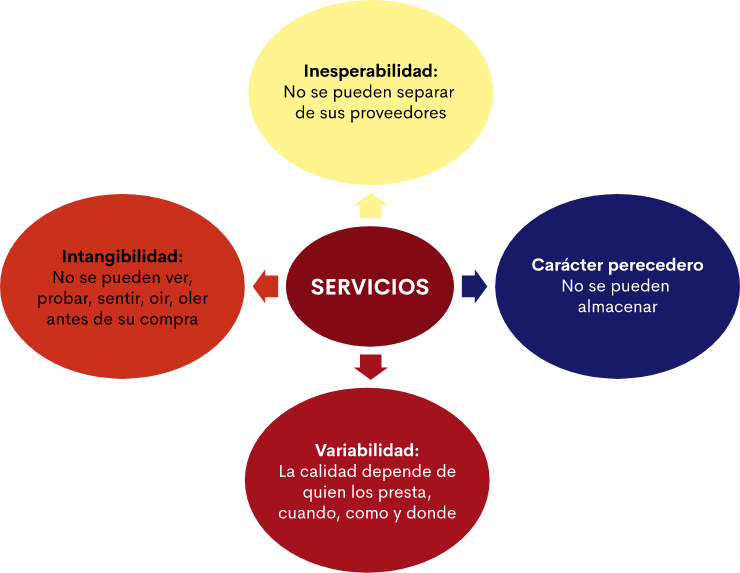 Inesperabilidad:
No se pueden separar
de sus proveedores
Intangibilidad:
No se pueden ver,
probar, sentir, oir, oler
antes de su compra
SERVICIOS
Carácter perecedero
No se pueden
almacenar
Variabilidad:
La calidad depende de
quien los presta,
cuando, como y donde